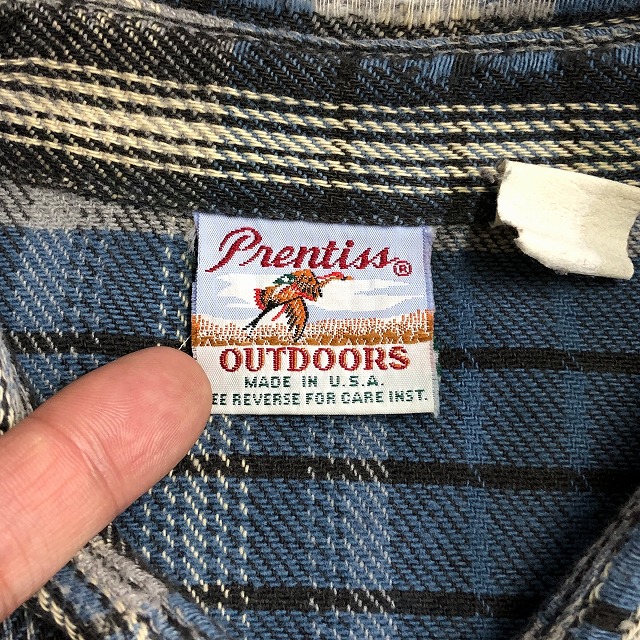 Prentiss®
OUTDOORS
MADE IN U.S.A.
EE REVERSE FOR CARE INST.